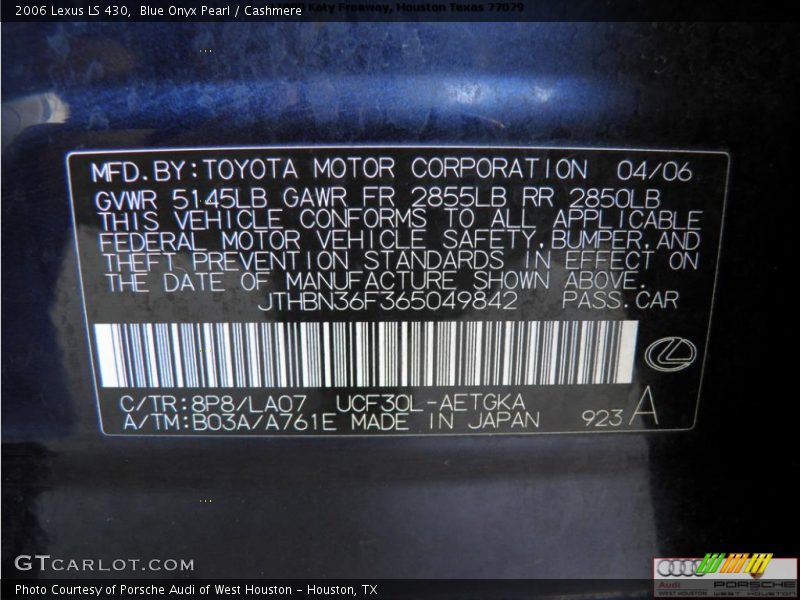 2006 Lexus LS 430, Blue Onyx Pearl / Cashmere
Katy Freeway, Houston Texas 77079
MFD.BY:TOYOTA MOTOR CORPORATION 04/06
GVWR 5145LB GAWR FR 2855LB RR 2850LB
THIS VEHICLE CONFORMS TO ALL APPLICABLE
FEDERAL MOTOR VEHICLE SAFETY,BUMPER,AND
THEFT PREVENTION STANDARDS IN EFFECT ON
THE DATE OF MANUFACTURE SHOWN ABOVE.
JTHBN36F365049842 PASS.CAR
C/TR:8P8/LA07 UCF30L-AETGKA
A/TM:B03A/A761E MADE IN JAPAN 923 A
GTCARLOT.COM
Audi PORSCHE
WEST HOUSTON WEST HOUSTON
Photo Courtesy of Porsche Audi of West Houston - Houston, TX